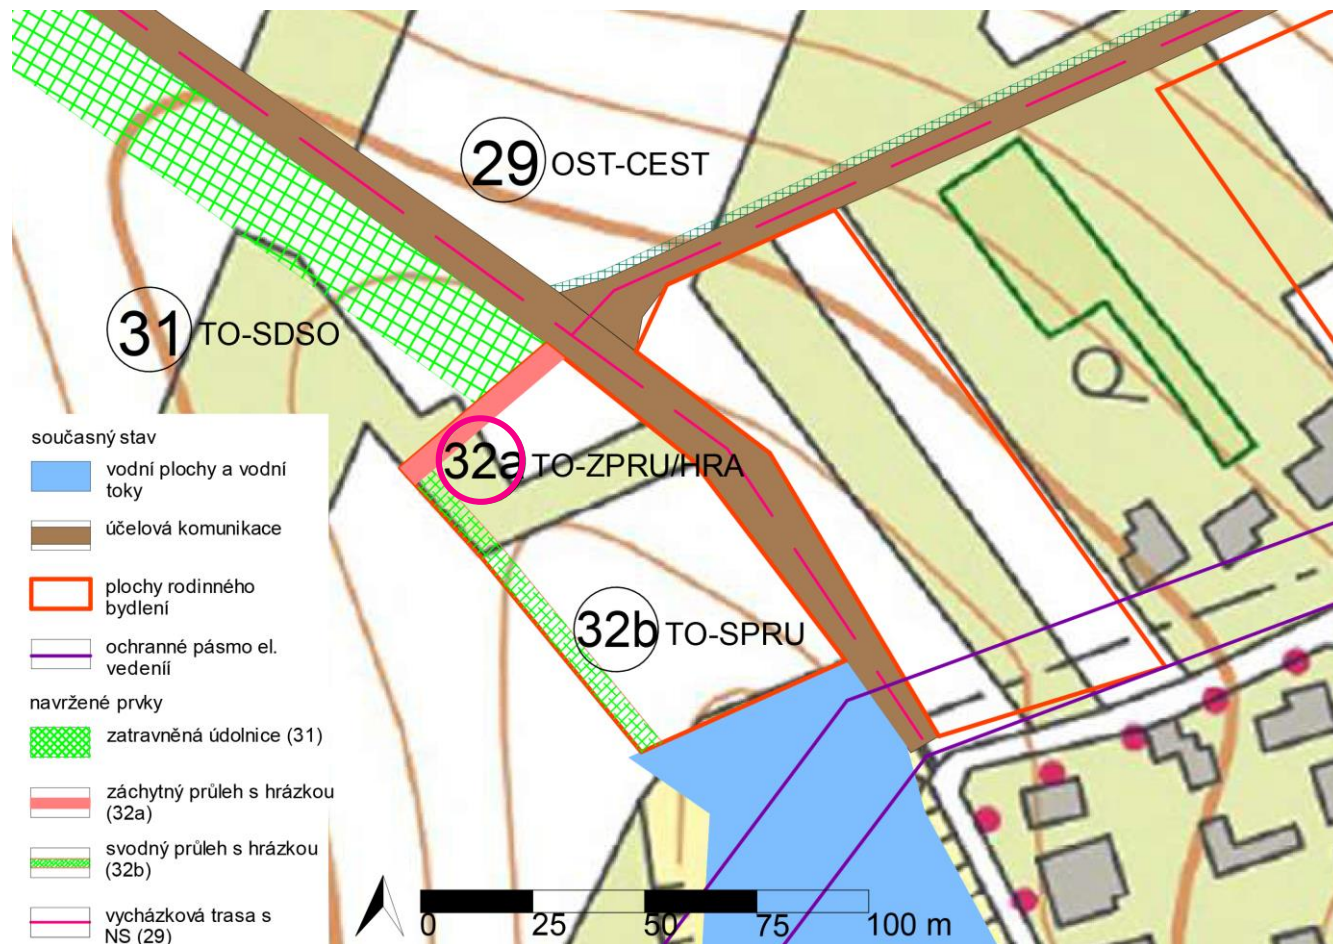 29 OST-CEST
31 TO-SDSO
32a TO-ZPRU/HRA
32b TO-SPRU
současný stav
vodní plochy a vodní
toky
účelová komunikace
plochy rodinného
bydlení
ochranné pásmo el.
vedeníí
navržené prvky
zatravněná údolnice (31)
záchytný průleh s hrázkou
(32a)
svodný průleh s hrázkou
(32b)
vycházková trasa s
NS (29)
0 25 50 75 100 m